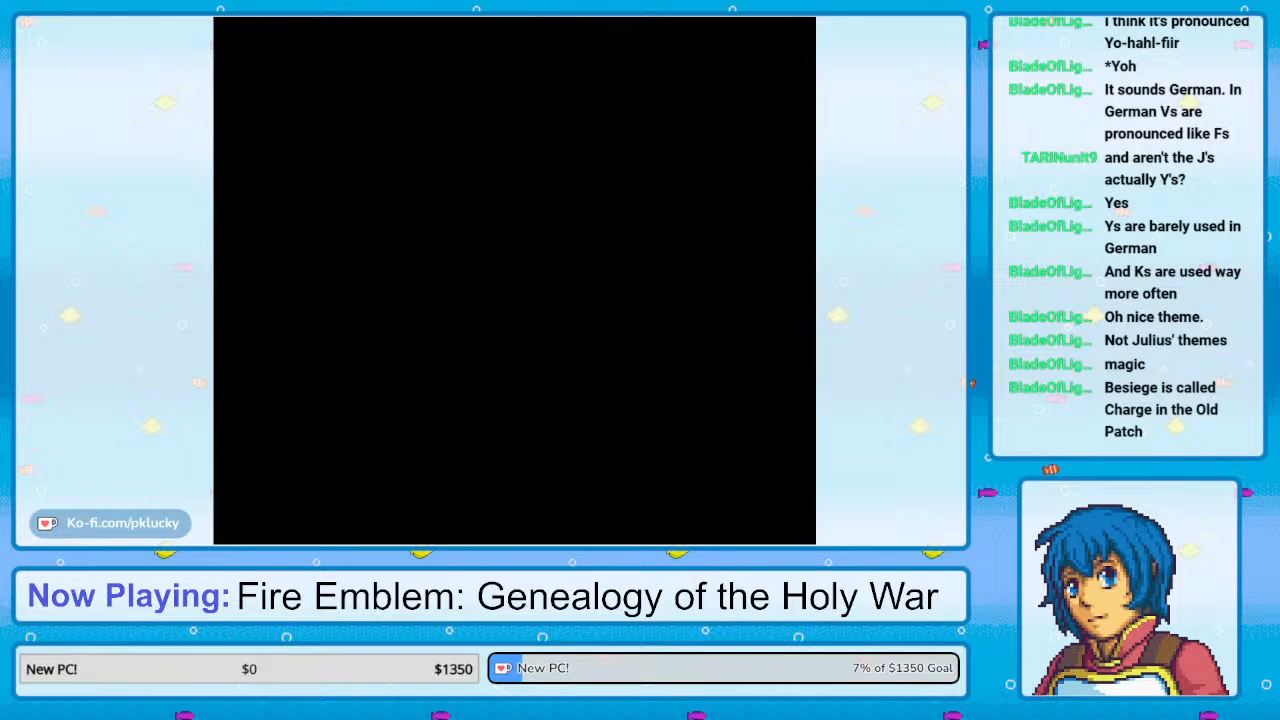 I think it's pronounced
Yo-hahl-fiir
BladeOfLig... *Yoh
BladeOfLig... It sounds German. In
German Vs are
pronounced like Fs
TARINunit9 and aren't the J's
actually Y's?
BladeOfLig... Yes
BladeOfLig... Ys are barely used in
German
BladeOfLig... And Ks are used way
more often
BladeOfLig... Oh nice theme.
BladeOfLig... Not Julius' themes
BladeOfLig... magic
BladeOfLig... Besiege is called
Charge in the Old
Patch
Ko-fi.com/pklucky
Now Playing: Fire Emblem: Genealogy of the Holy War
New PC! $0 $1350
New PC! 7% of $1350 Goal